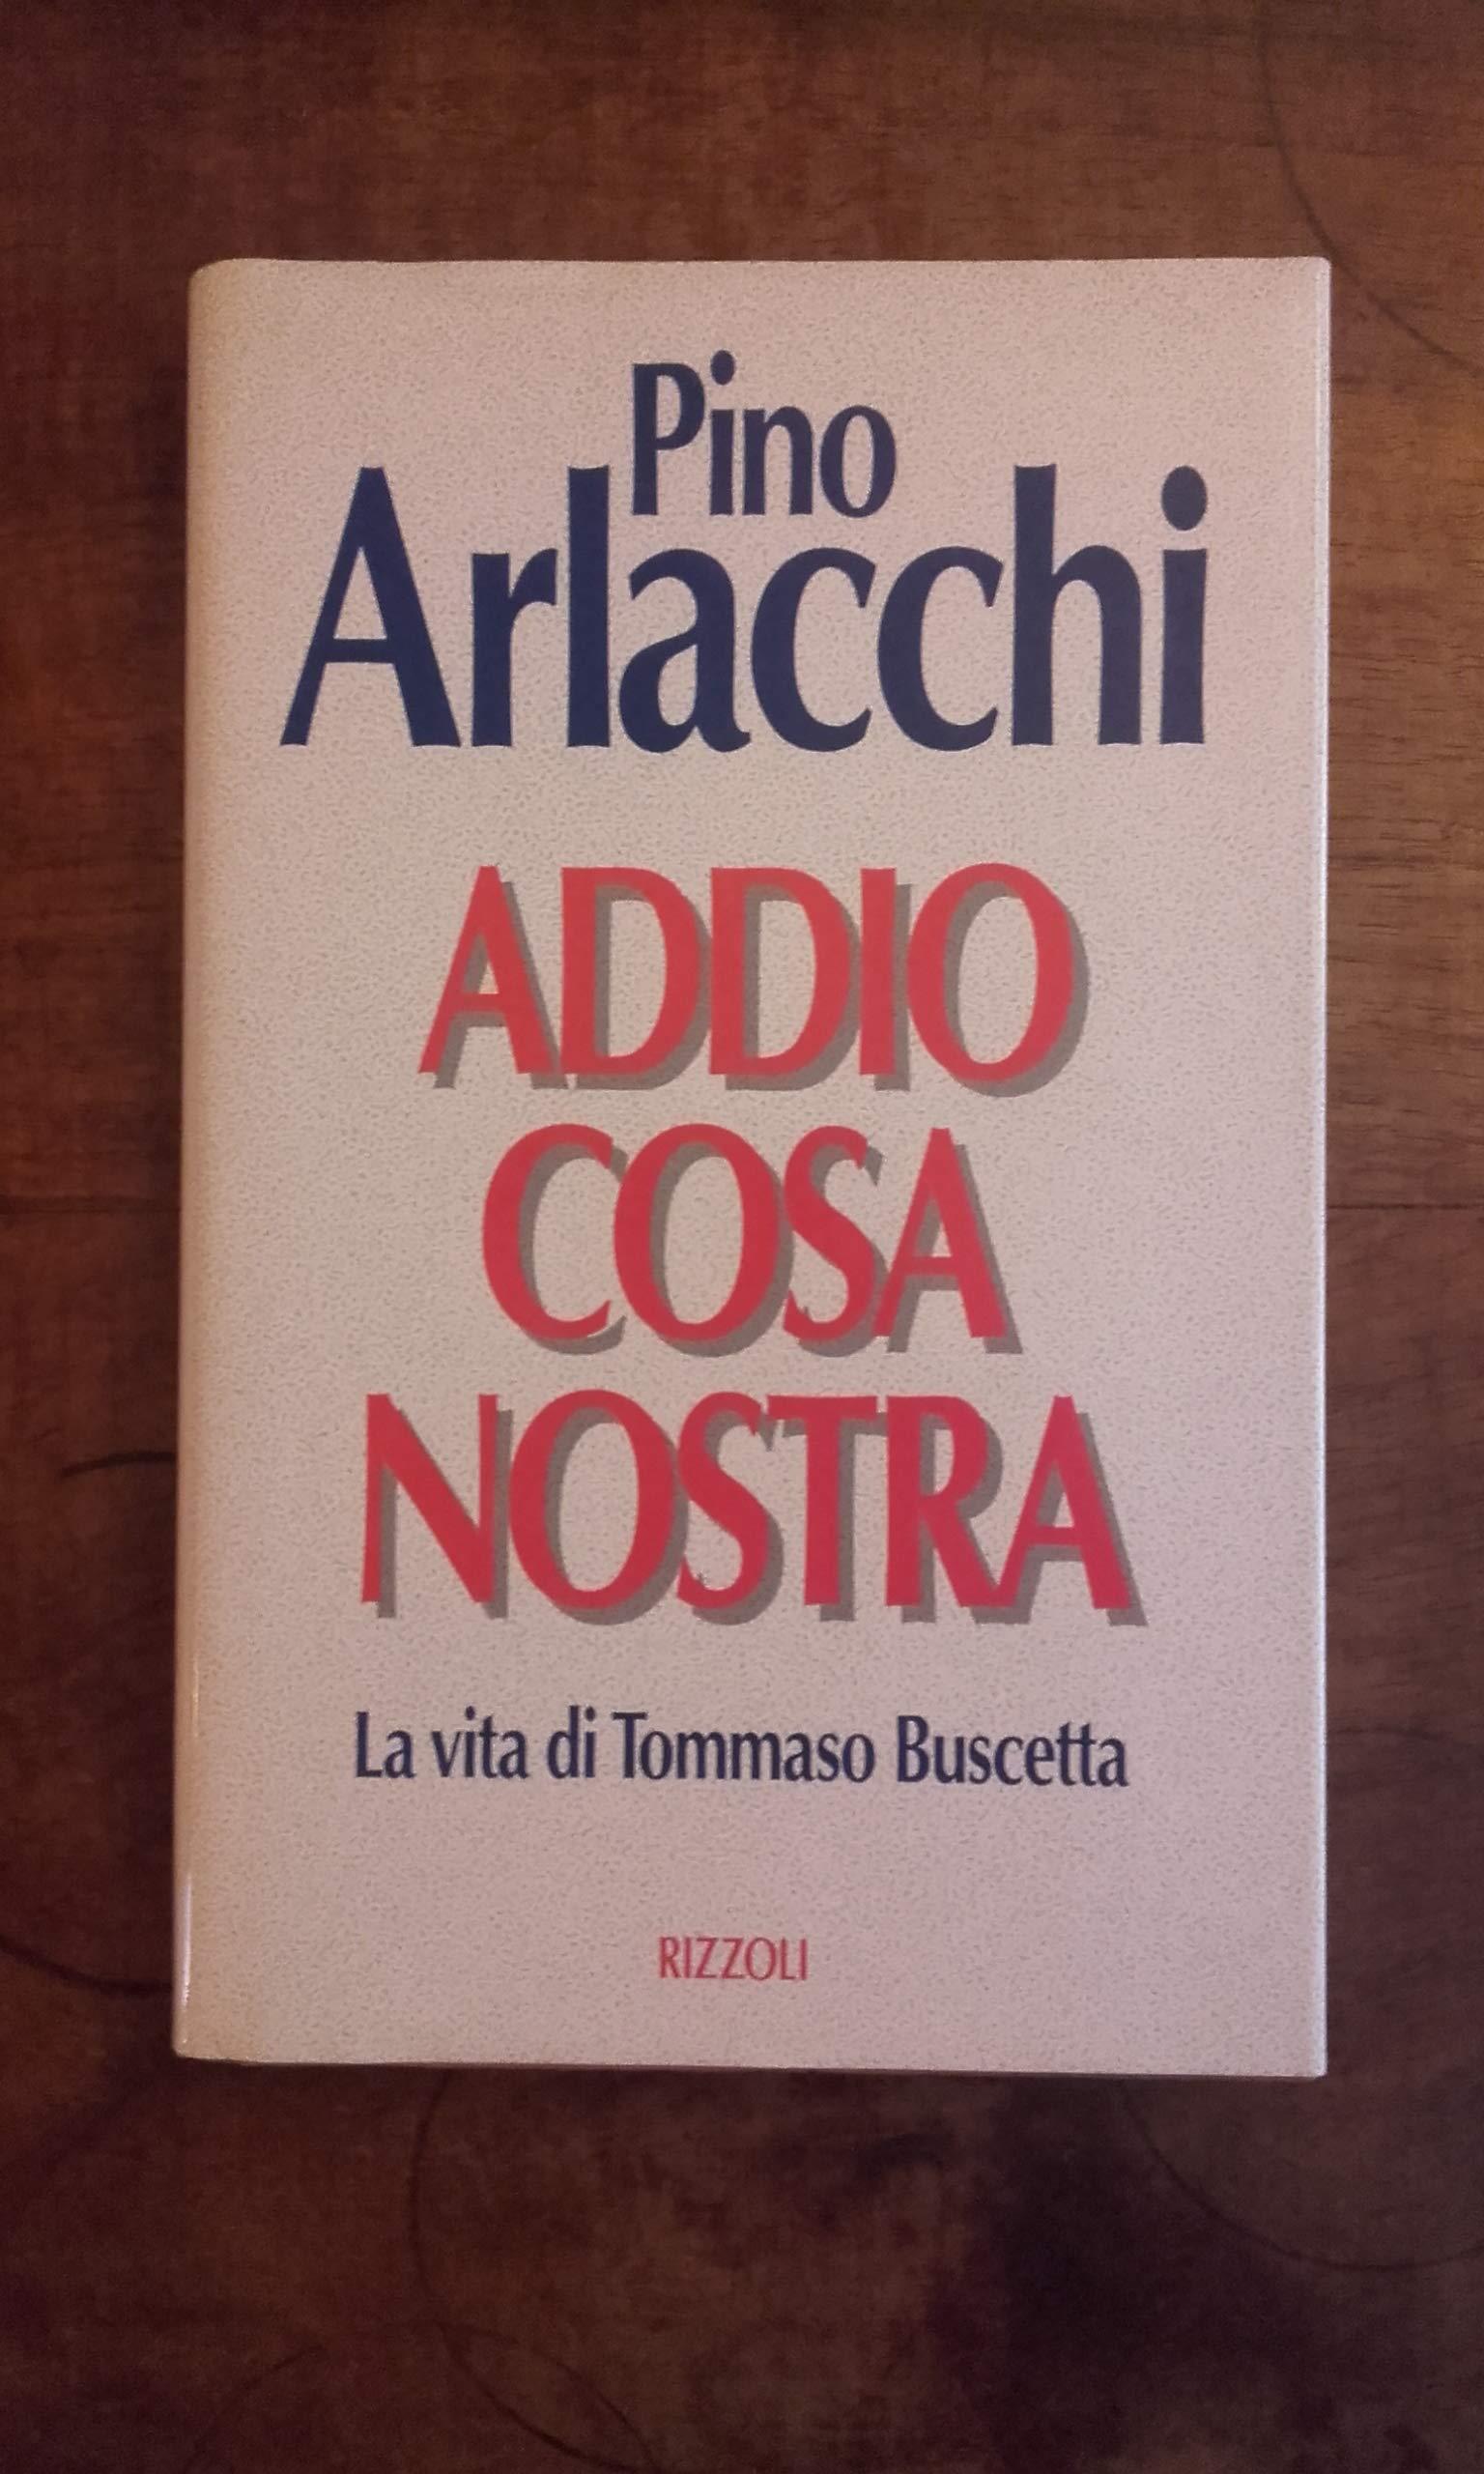 Pino
Arlacchi
ADDIO
COSA
NOSTRA
La vita di Tommaso Buscetta
RIZZOLI